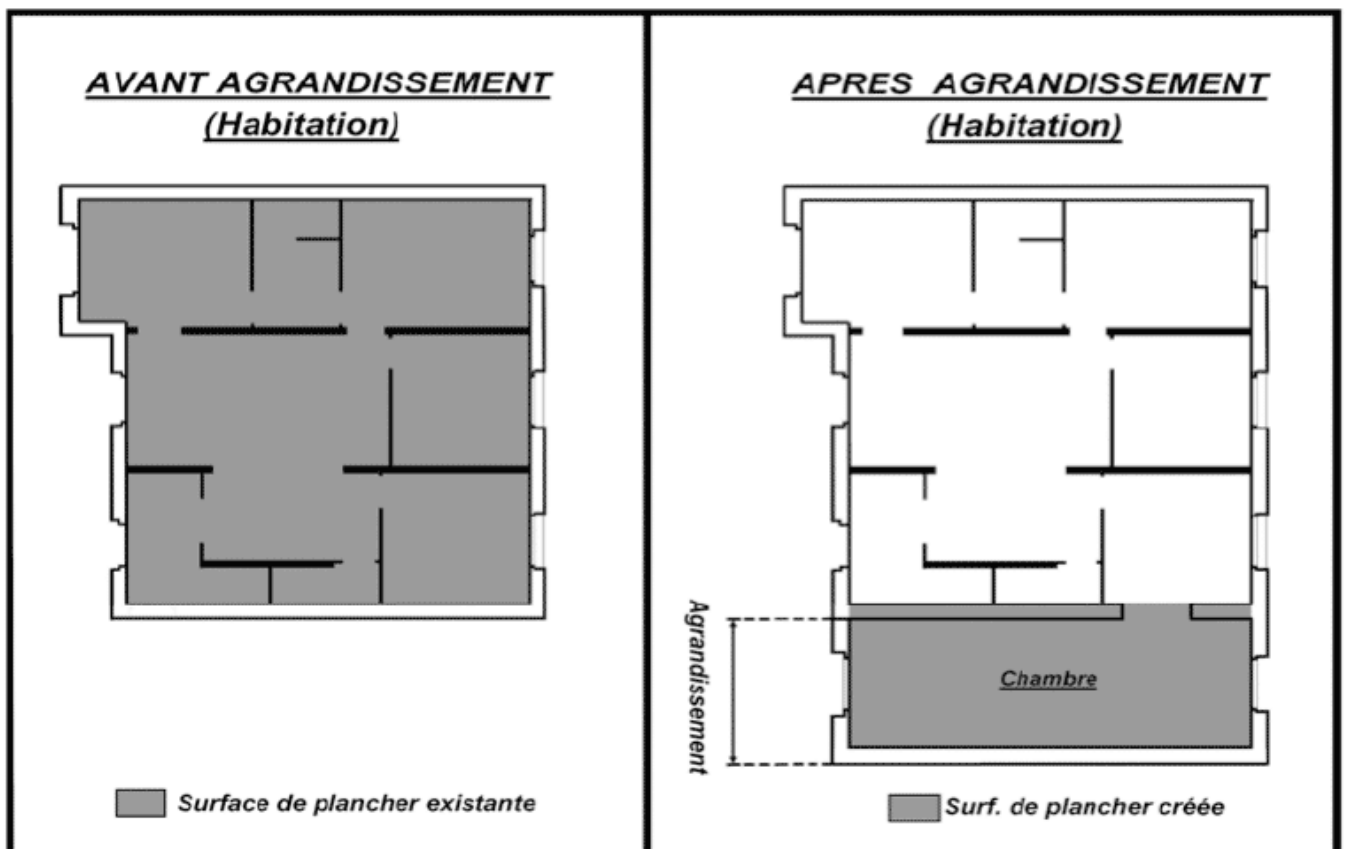 AVANT AGRANDISSEMENT
(Habitation)
Surface de plancher existante
APRES AGRANDISSEMENT
(Habitation)
Agrandissement
Chambre
Surf. de plancher créée